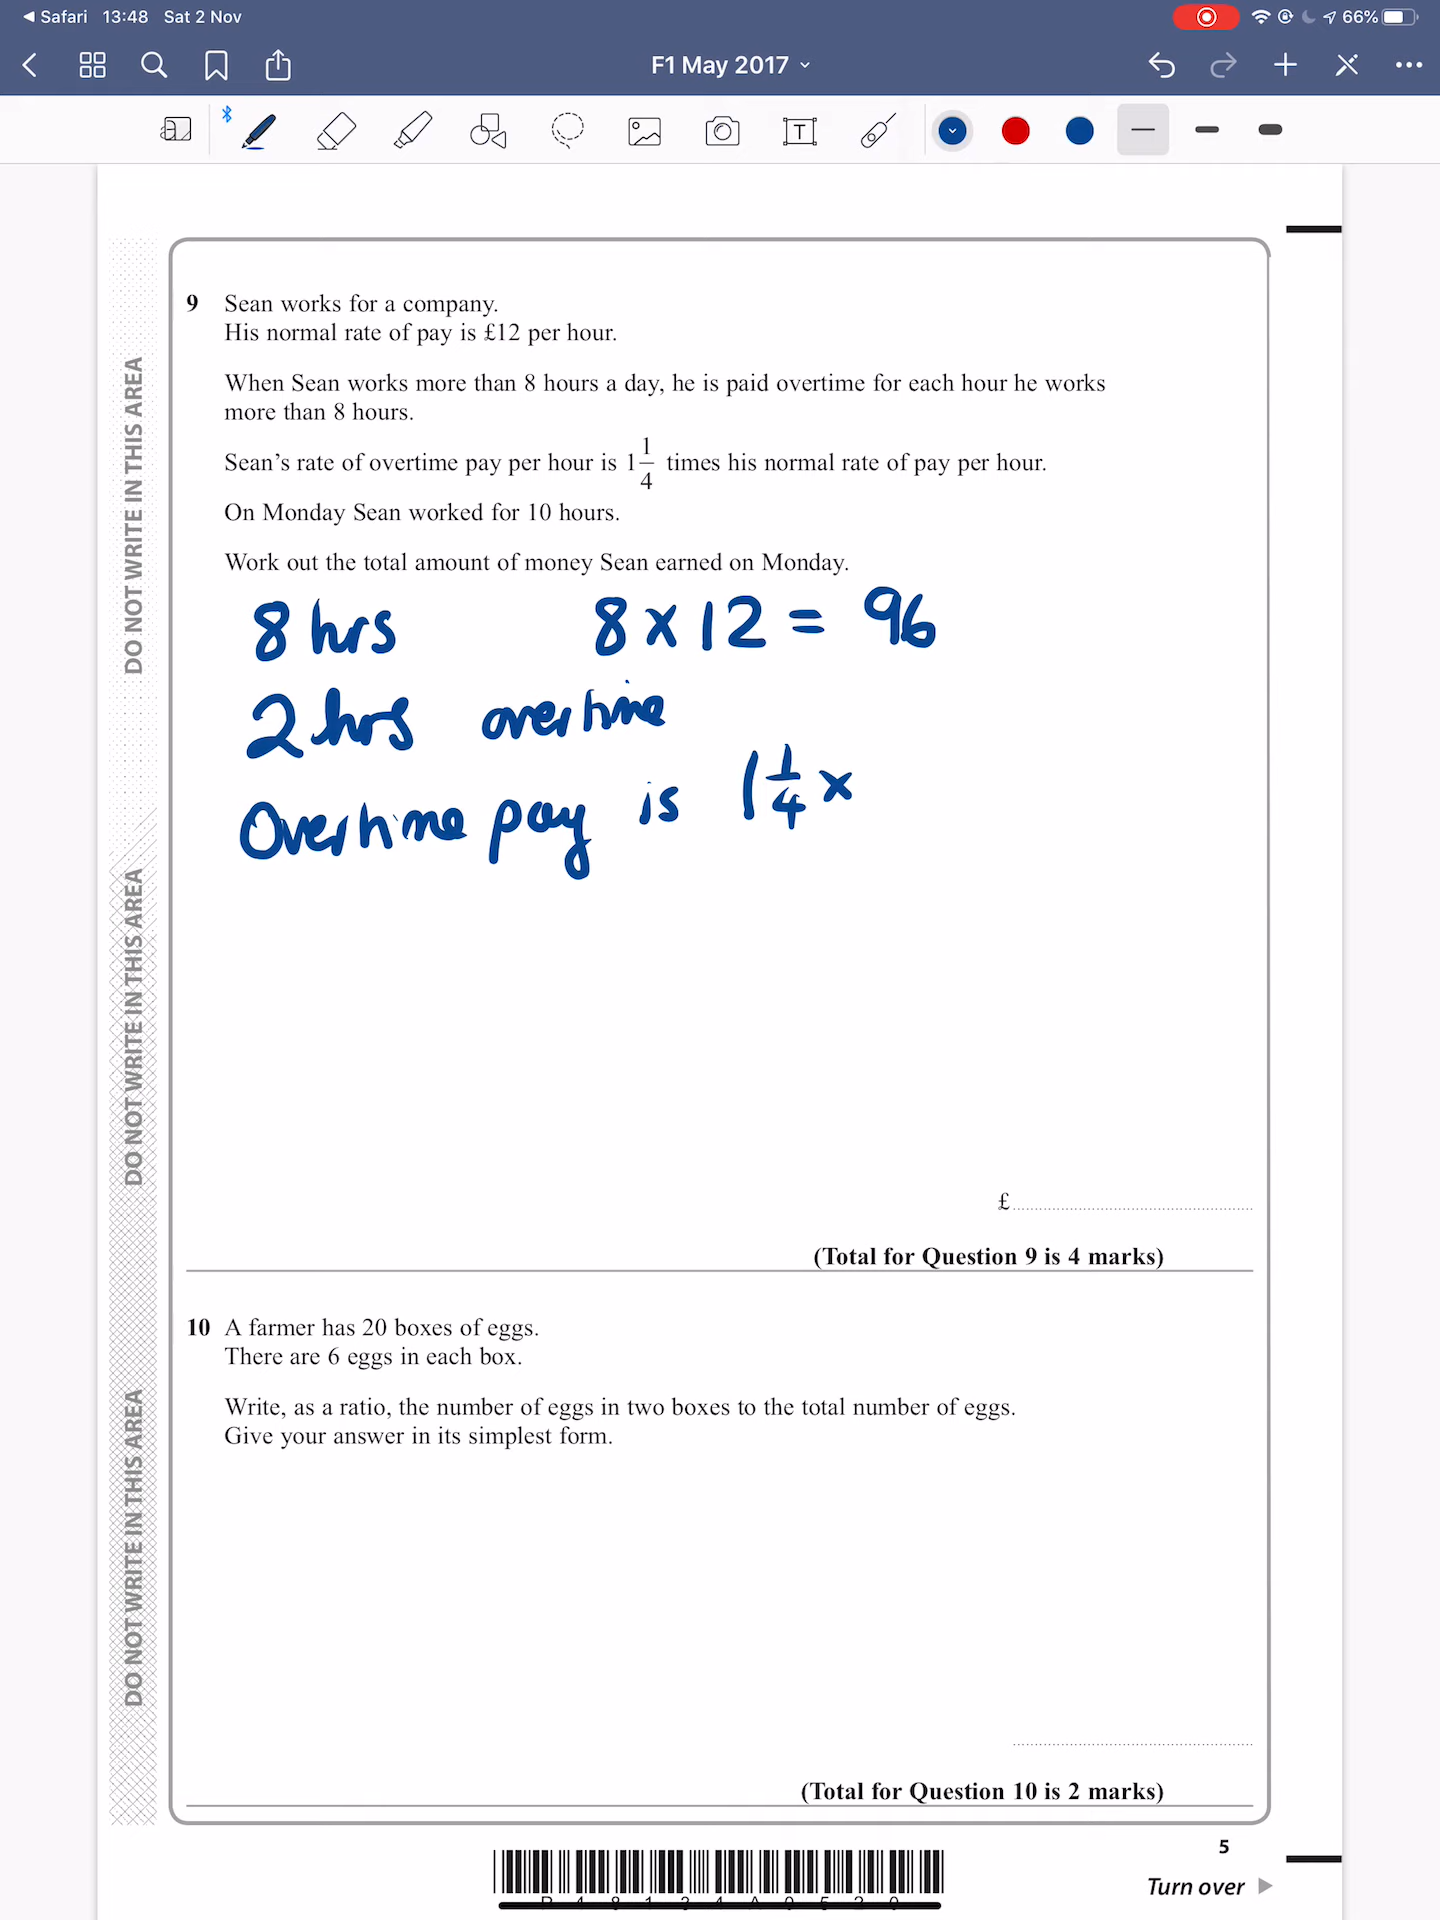 Safari 13:48 Sat 2 Nov 66%
F1 May 2017
T
9 Sean works for a company.
His normal rate of pay is £12 per hour.
When Sean works more than 8 hours a day, he is paid overtime for each hour he works
more than 8 hours.
Sean's rate of overtime pay per hour is 1 1/4 times his normal rate of pay per hour.
On Monday Sean worked for 10 hours.
Work out the total amount of money Sean earned on Monday.
8 hrs 8 x 12 = 96
2 hrs overtime
Overtime pay is 1 1/4 x
£
(Total for Question 9 is 4 marks)
10 A farmer has 20 boxes of eggs.
There are 6 eggs in each box.
Write, as a ratio, the number of eggs in two boxes to the total number of eggs.
Give your answer in its simplest form.
(Total for Question 10 is 2 marks)
5
Turn over
DO NOT WRITE IN THIS AREA
DO NOT WRITE IN THIS AREA
DO NOT WRITE IN THIS AREA